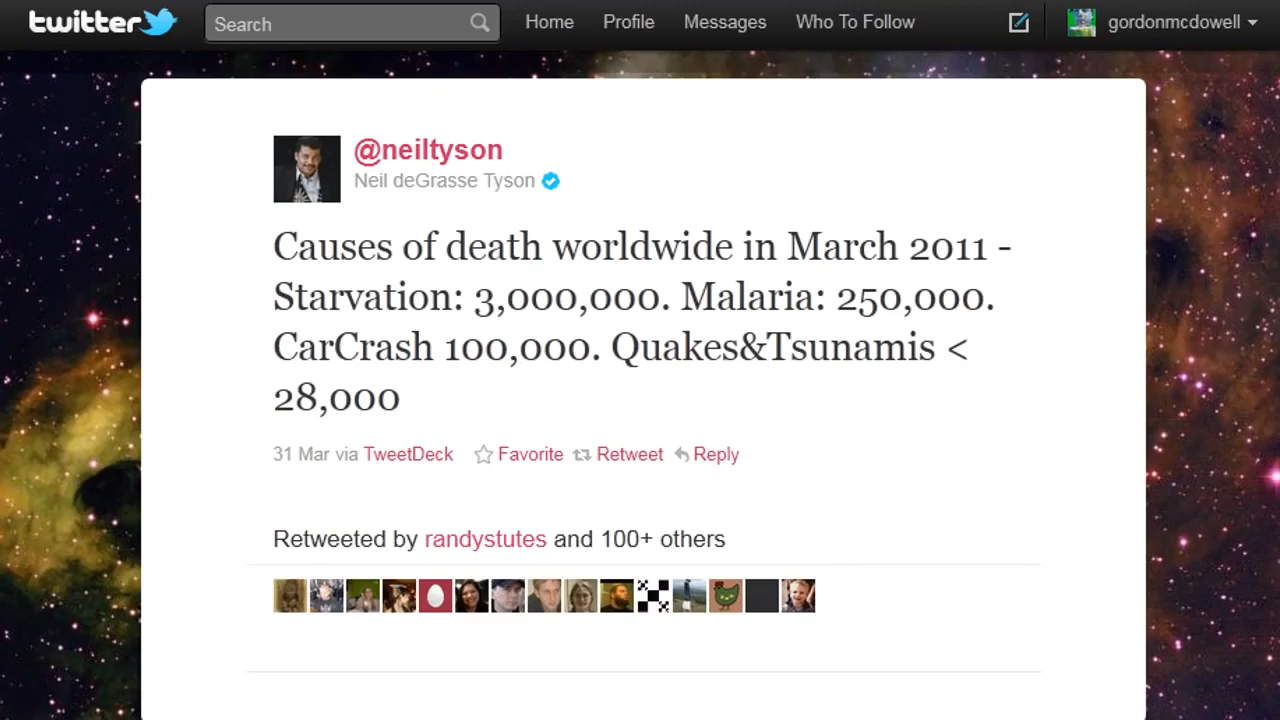 twitter Search Home Profile Messages Who To Follow gordonmcdowell
@neiltyson
Neil deGrasse Tyson
Causes of death worldwide in March 2011 -
Starvation: 3,000,000. Malaria: 250,000.
CarCrash 100,000. Quakes&Tsunamis <
28,000
31 Mar via TweetDeck Favorite Retweet Reply
Retweeted by randystutes and 100+ others